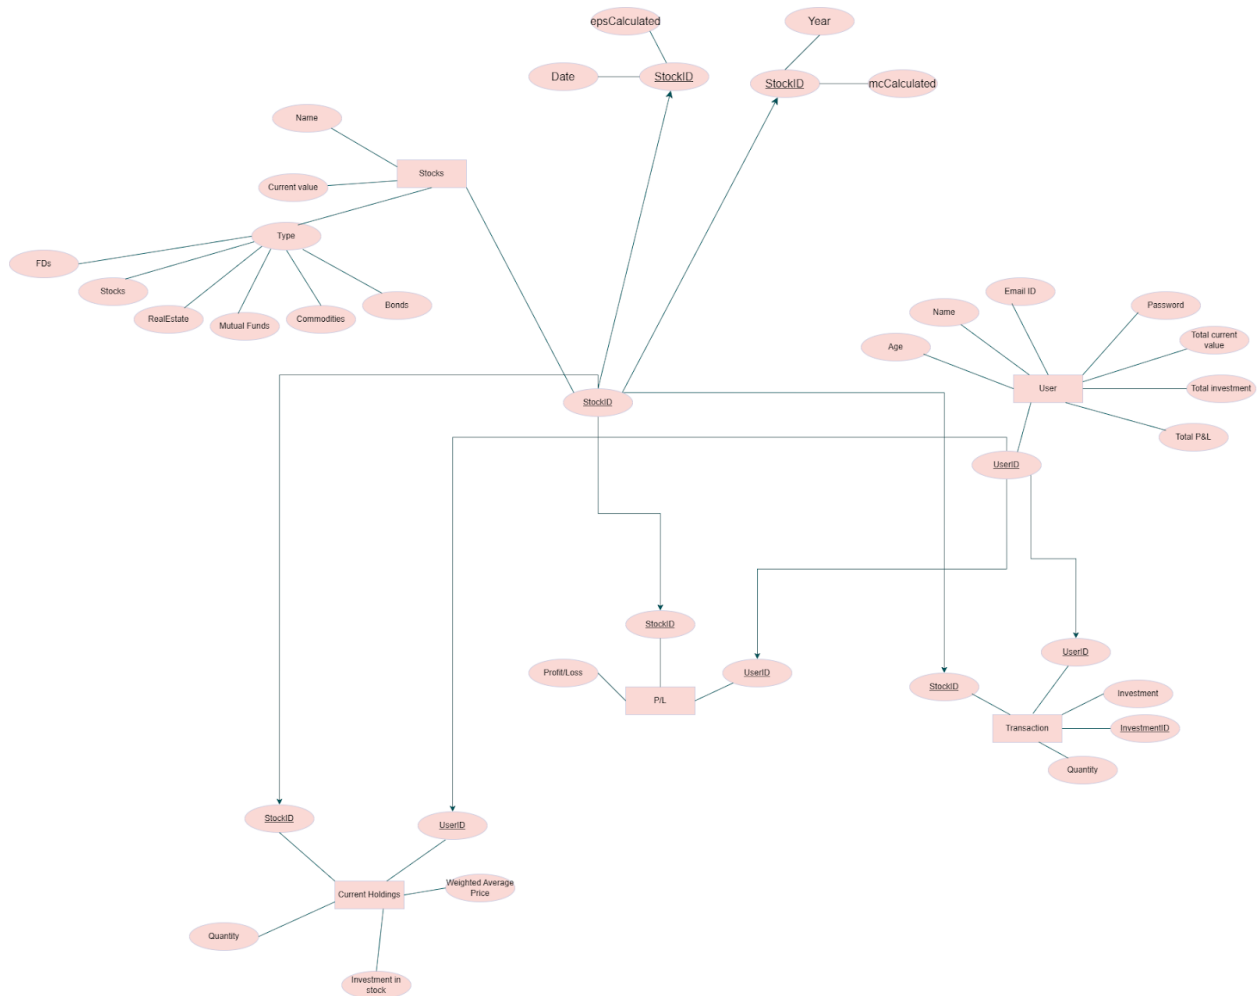 epsCalculated
Year
Date
StockID
StockID
mcCalculated
Name
Stocks
Current value
Type
FDs
Stocks
RealEstate
Mutual Funds
Commodities
Bonds
Email ID
Name
Password
Age
Total current
value
User
Total investment
StockID
Total P&L
UserID
StockID
UserID
Profit/Loss
UserID
StockID
P/L
Investment
Transaction
InvestmentID
Quantity
StockID
UserID
Current Holdings
Weighted Average
Price
Quantity
Investment in
stock